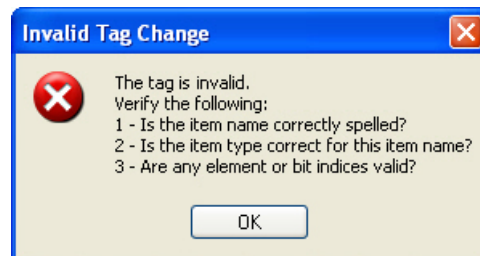 Invalid Tag Change
The tag is invalid.
Verify the following:
1 - Is the item name correctly spelled?
2 - Is the item type correct for this item name?
3 - Are any element or bit indices valid?
OK